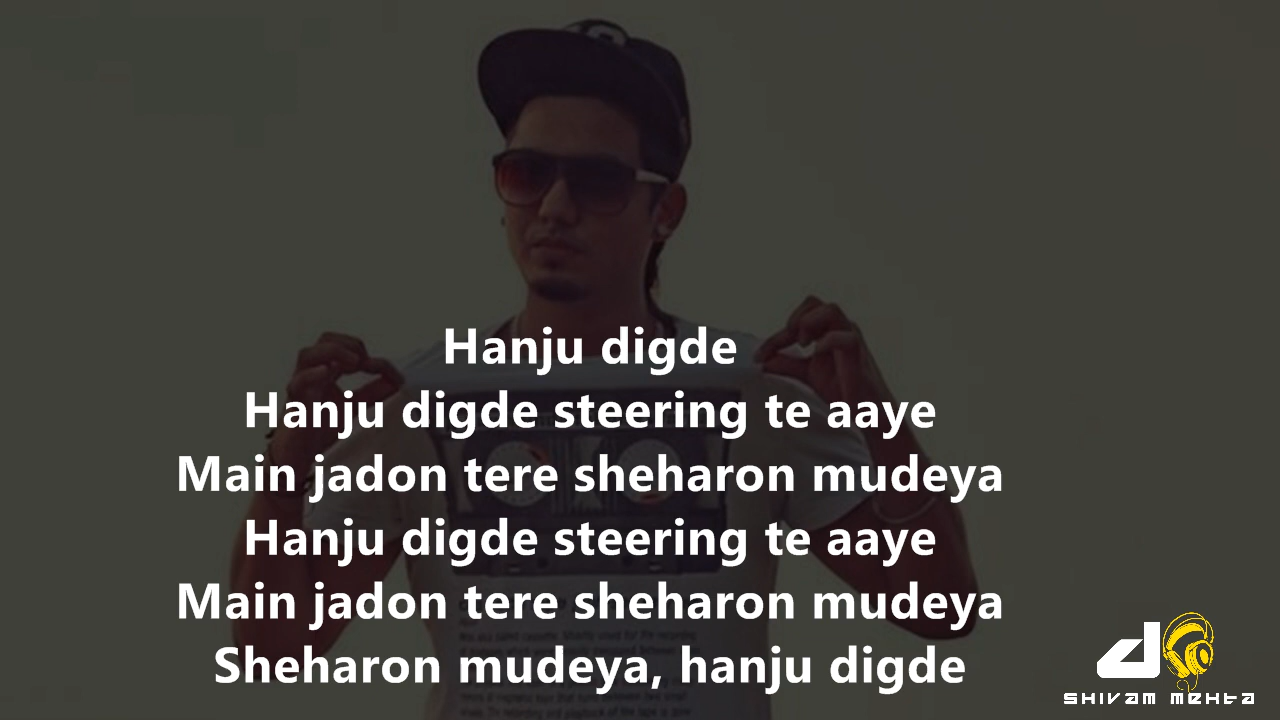 Hanju digde
Hanju digde steering te aaye
Main jadon tere sheharon mudeya
Hanju digde steering te aaye
Main jadon tere sheharon mudeya
Sheharon mudeya, hanju digde
SHIVAM MEHTA